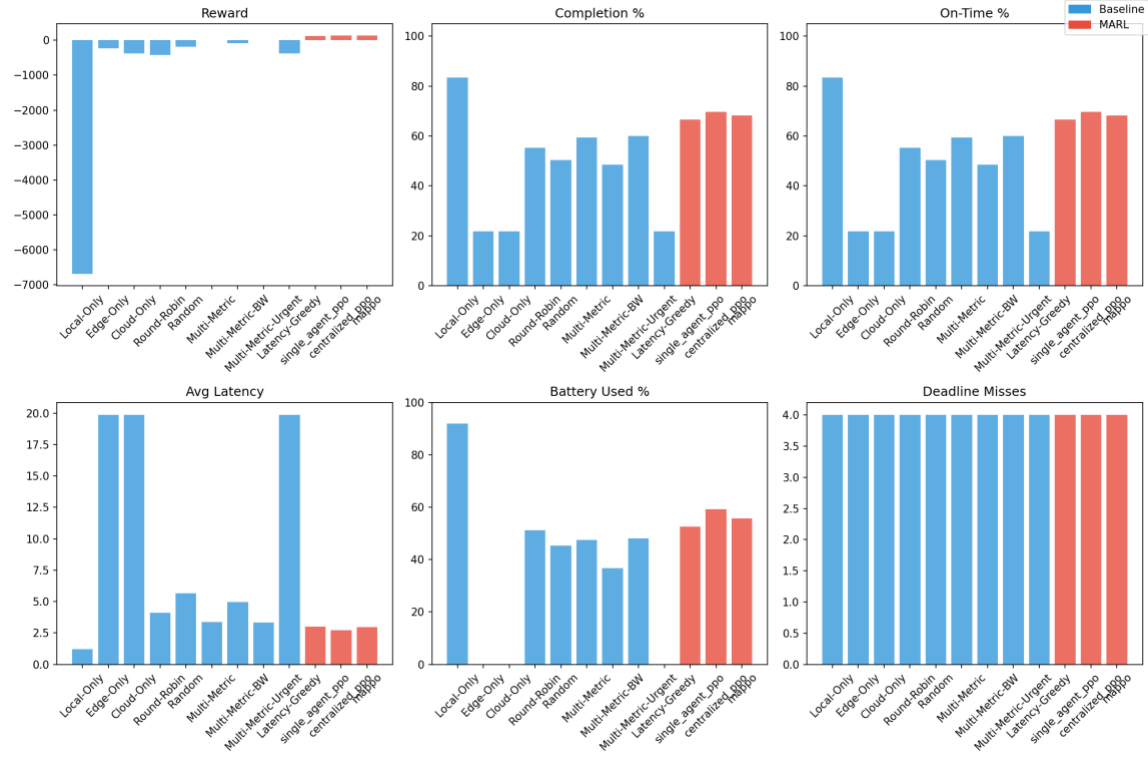 Reward
Completion %
On-Time %
Baseline
MARL
0
−1000
−2000
−3000
−4000
−5000
−6000
−7000
100
80
60
40
20
0
100
80
60
40
20
0
Local-Only
Edge-Only
Cloud-Only
Round-Robin
Random
Multi-Metric
Multi-Metric-BW
Multi-Metric-Urgent
Latency-Greedy
single_agent_ppo
centralized_ppo
mappo
Local-Only
Edge-Only
Cloud-Only
Round-Robin
Random
Multi-Metric
Multi-Metric-BW
Multi-Metric-Urgent
Latency-Greedy
single_agent_ppo
centralized_ppo
mappo
Local-Only
Edge-Only
Cloud-Only
Round-Robin
Random
Multi-Metric
Multi-Metric-BW
Multi-Metric-Urgent
Latency-Greedy
single_agent_ppo
centralized_ppo
mappo
Avg Latency
Battery Used %
Deadline Misses
20.0
17.5
15.0
12.5
10.0
7.5
5.0
2.5
0.0
100
80
60
40
20
0
4.0
3.5
3.0
2.5
2.0
1.5
1.0
0.5
0.0
Local-Only
Edge-Only
Cloud-Only
Round-Robin
Random
Multi-Metric
Multi-Metric-BW
Multi-Metric-Urgent
Latency-Greedy
single_agent_ppo
centralized_ppo
mappo
Local-Only
Edge-Only
Cloud-Only
Round-Robin
Random
Multi-Metric
Multi-Metric-BW
Multi-Metric-Urgent
Latency-Greedy
single_agent_ppo
centralized_ppo
mappo
Local-Only
Edge-Only
Cloud-Only
Round-Robin
Random
Multi-Metric
Multi-Metric-BW
Multi-Metric-Urgent
Latency-Greedy
single_agent_ppo
centralized_ppo
mappo